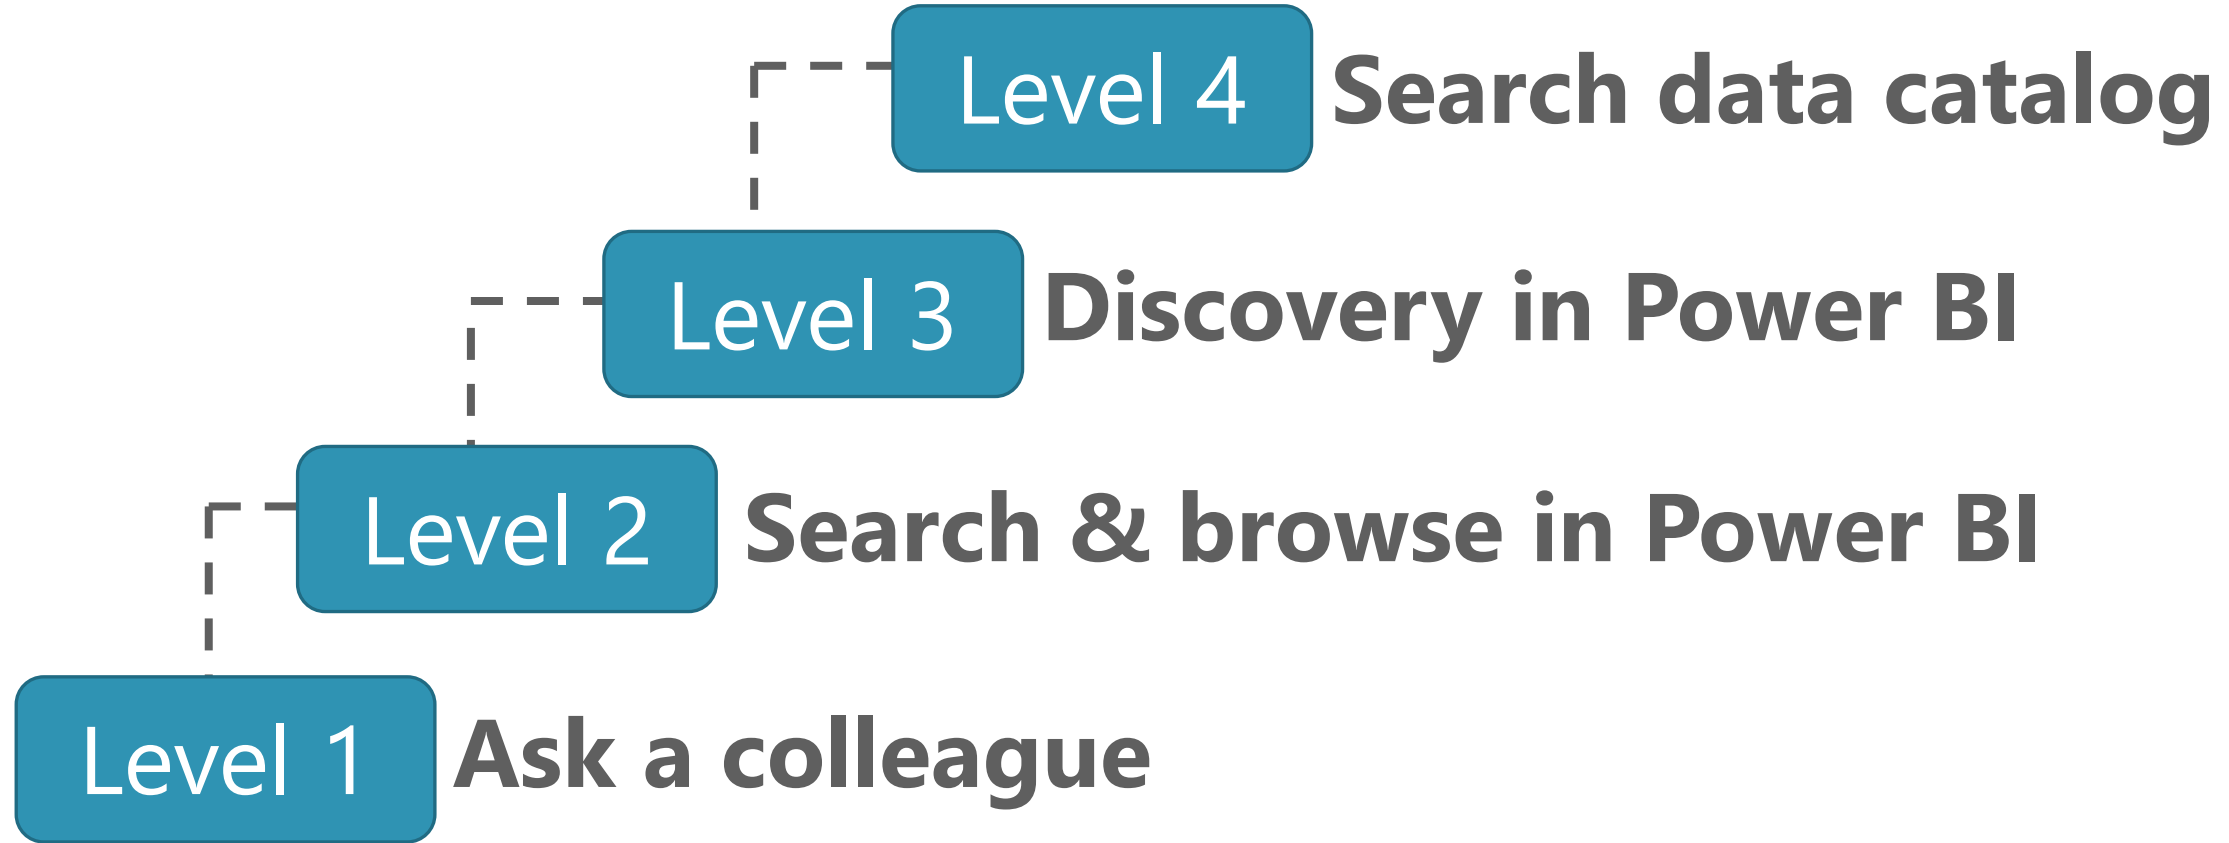 Level 4 Search data catalog
Level 3 Discovery in Power BI
Level 2 Search & browse in Power BI
Level 1 Ask a colleague